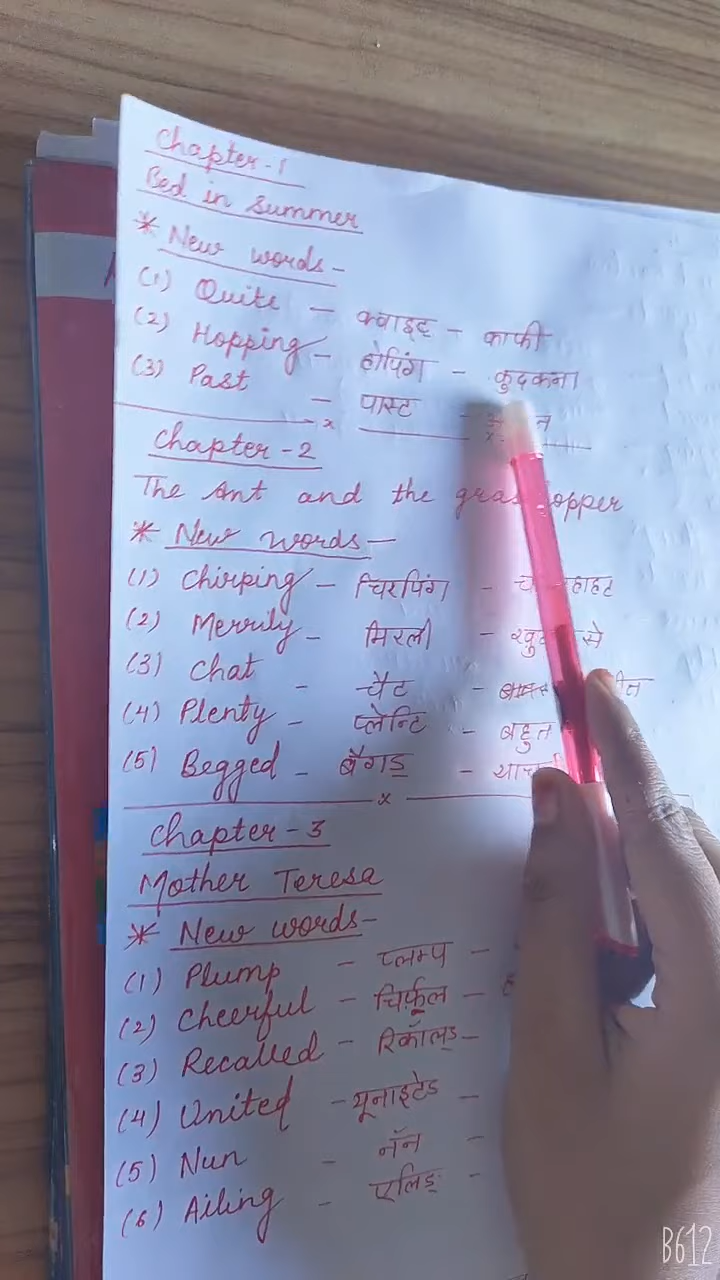 Chapter-1
Bed in Summer
* New words-
(1) Quite - क्वाइट - काफी
(2) Hopping - होपिंग - कुदकना
(3) Past - पास्ट -
x x
Chapter-2
The Ant and the
* New words-
(1) Chirping - चिरपिंग -
(2) Merrily - मिरली -
(3) Chat - चैट -
(4) Plenty - प्लेन्टि - बहुत
(5) Begged - बैगड् -
x
Chapter-3
Mother Teresa
* New words-
(1) Plump - प्लम्प -
(2) Cheerful - चिर्फुल -
(3) Recalled - रिकॉल्ड -
(4) United - यूनाइटेड -
(5) Nun - नॅन -
(6) Ailing - एलिङ् -
B612